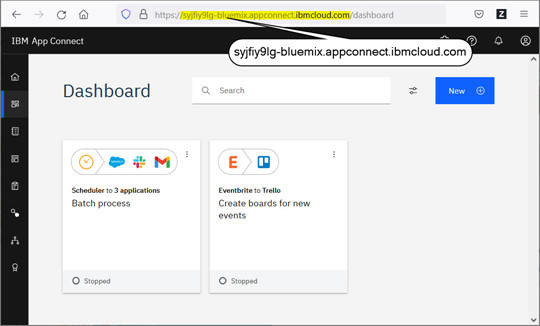 https://syjfiy9lg-bluemix.appconnect.ibmcloud.com/dashboard
Z
IBM App Connect
syjfiy9lg-bluemix.appconnect.ibmcloud.com
Dashboard
Search
New
Scheduler to 3 applications
Batch process
Stopped
E
Eventbrite to Trello
Create boards for new
events
Stopped